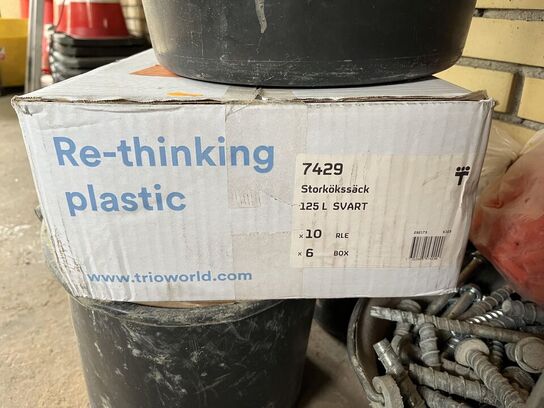 Re-thinking
plastic
www.trioworld.com
7429
Storkökssäck
125 L SVART
x 10 RLE
x 6 BOX